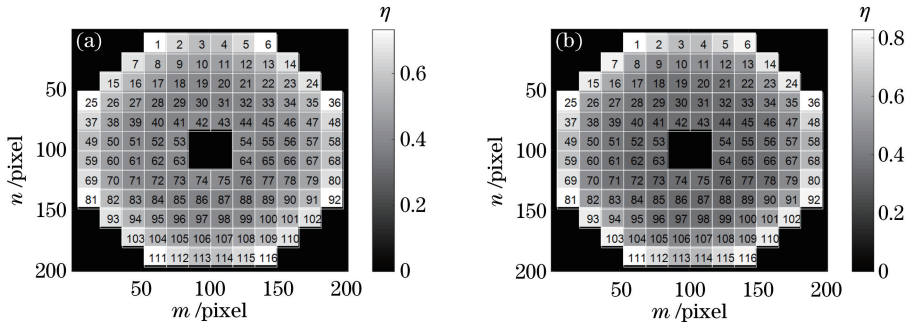 (a)
η
1 2 3 4 5 6
7 8 9 10 11 12 13 14
15 16 17 18 19 20 21 22 23 24
25 26 27 28 29 30 31 32 33 34 35 36
37 38 39 40 41 42 43 44 45 46 47 48
49 50 51 52 53 54 55 56 57 58
59 60 61 62 63 64 65 66 67 68
69 70 71 72 73 74 75 76 77 78 79 80
81 82 83 84 85 86 87 88 89 90 91 92
93 94 95 96 97 98 99 100 101 102
103 104 105 106 107 108 109 110
111 112 113 114 115 116
50
100
150
200
n /pixel
50 100 150 200
m /pixel
0.6
0.4
0.2
0
(b)
η
1 2 3 4 5 6
7 8 9 10 11 12 13 14
15 16 17 18 19 20 21 22 23 24
25 26 27 28 29 30 31 32 33 34 35 36
37 38 39 40 41 42 43 44 45 46 47 48
49 50 51 52 53 54 55 56 57 58
59 60 61 62 63 64 65 66 67 68
69 70 71 72 73 74 75 76 77 78 79 80
81 82 83 84 85 86 87 88 89 90 91 92
93 94 95 96 97 98 99 100 101 102
103 104 105 106 107 108 109 110
111 112 113 114 115 116
50
100
150
200
n /pixel
50 100 150 200
m /pixel
0.8
0.6
0.4
0.2
0